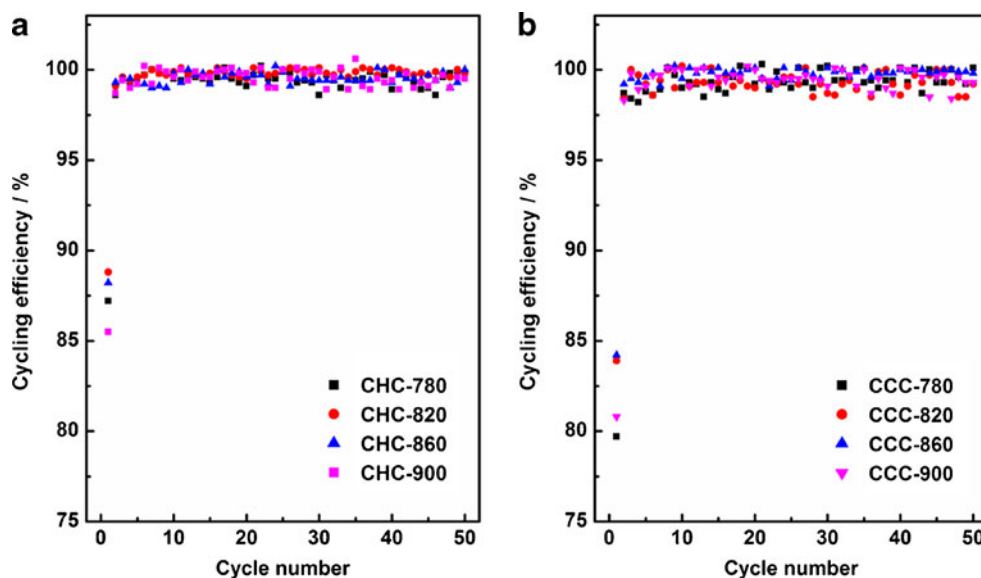 a
Cycling efficiency / %
100
95
90
85
80
75
CHC-780
CHC-820
CHC-860
CHC-900
0 10 20 30 40 50
Cycle number
b
Cycling efficiency / %
100
95
90
85
80
75
CCC-780
CCC-820
CCC-860
CCC-900
0 10 20 30 40 50
Cycle number